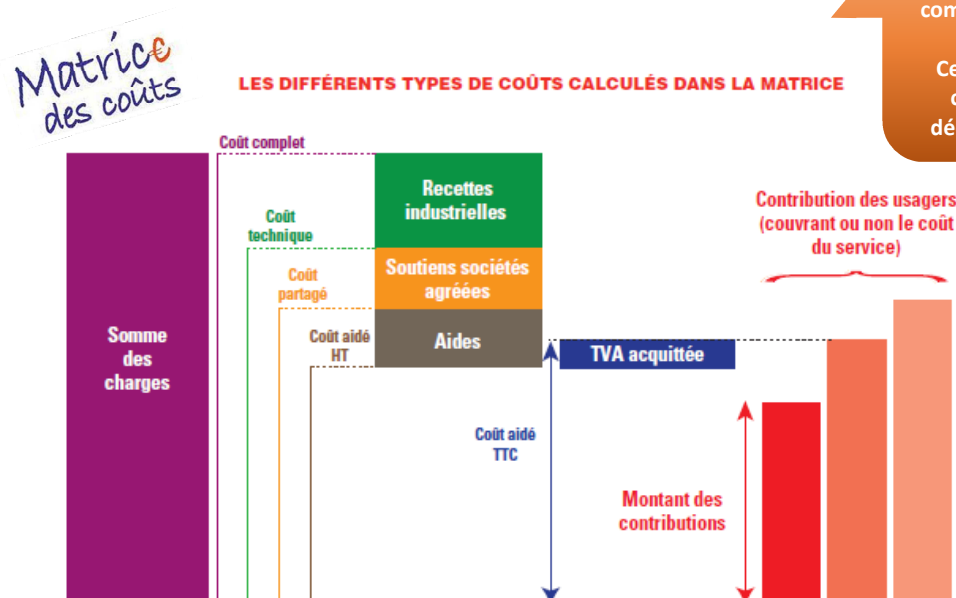 Matrice
des coûts
LES DIFFÉRENTS TYPES DE COÛTS CALCULÉS DANS LA MATRICE
Coût complet
Recettes
industrielles
Coût
technique
Soutiens sociétés
agréées
Coût
partagé
Coût aidé
HT
Aides
Somme
des
charges
TVA acquittée
Coût aidé
TTC
Montant des
contributions
Contribution des usagers
(couvrant ou non le coût
du service)